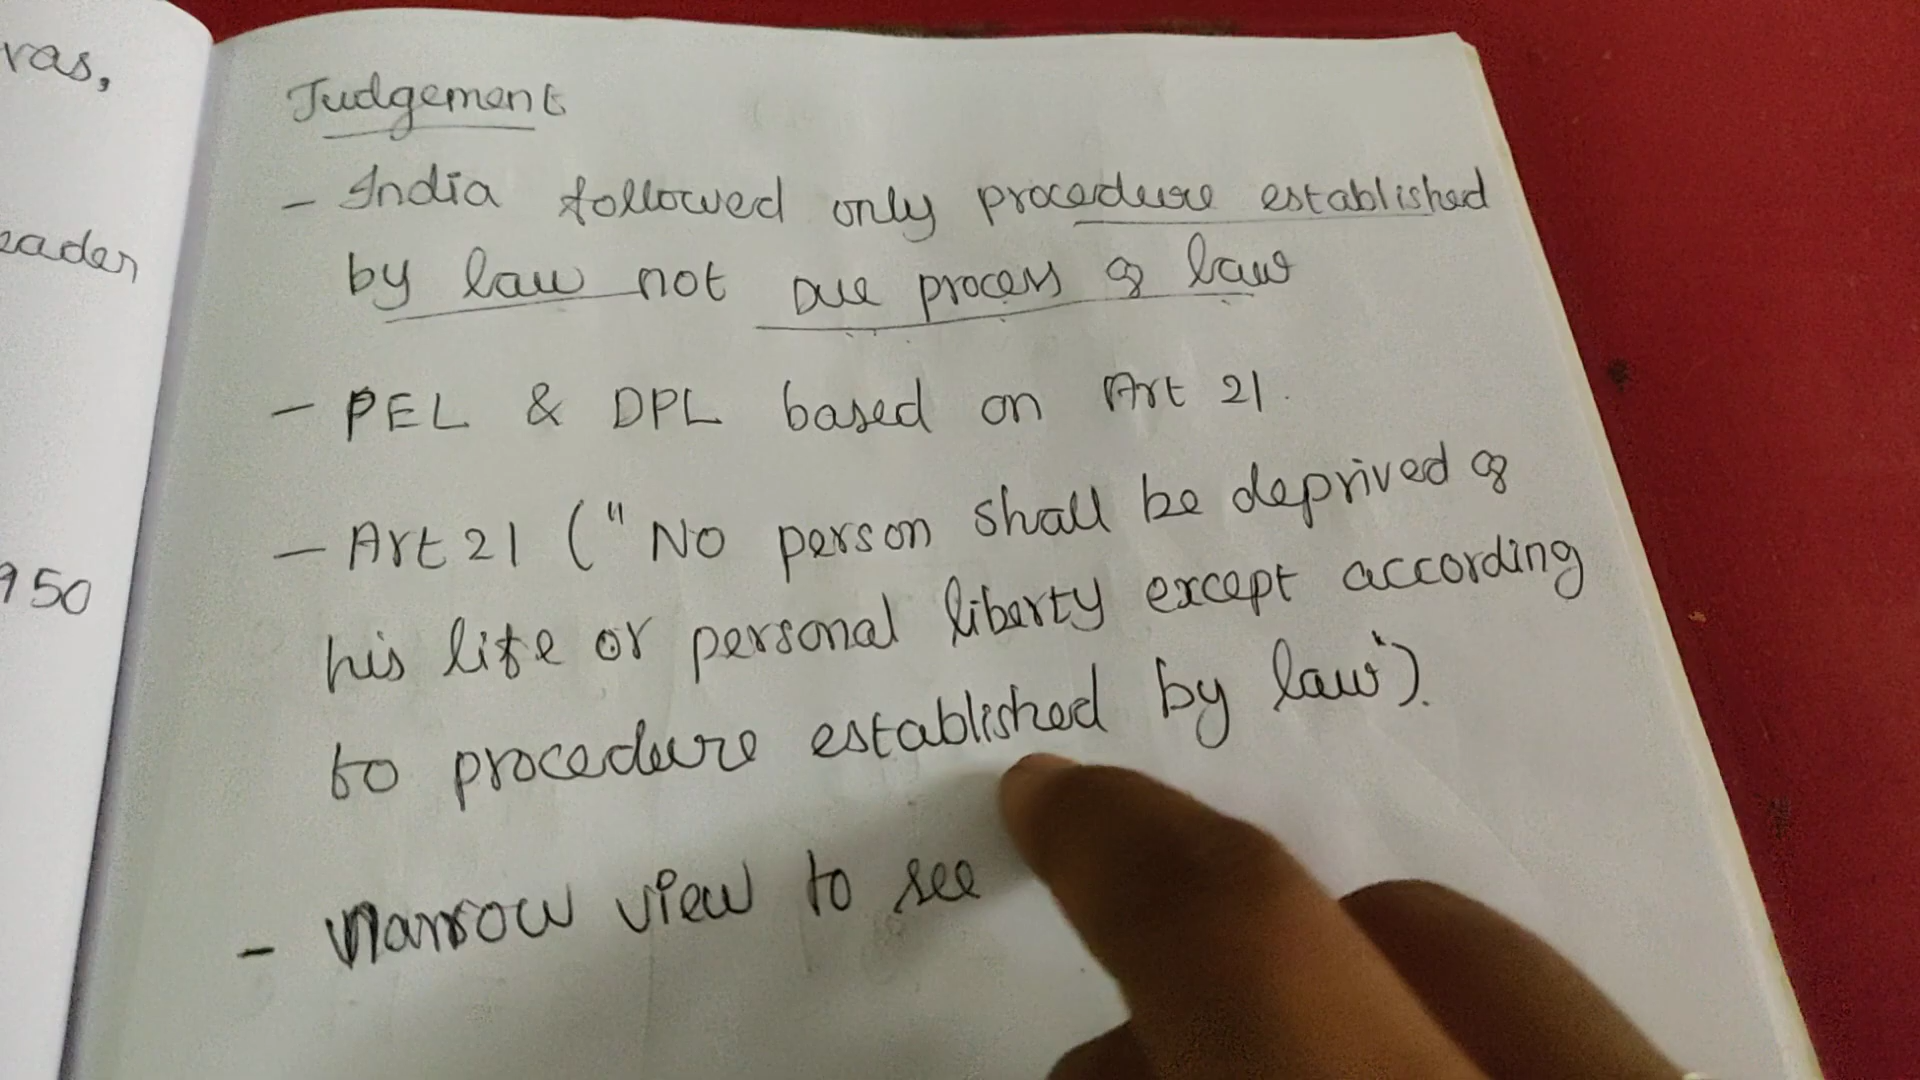 ras,
eader
950
Judgement
- India followed only procedure established
by law not Due process of law
- PEL & DPL based on Art 21.
- Art 21 ("No person shall be deprived of
his life or personal liberty except according
to procedure established by law").
- Narrow view to see